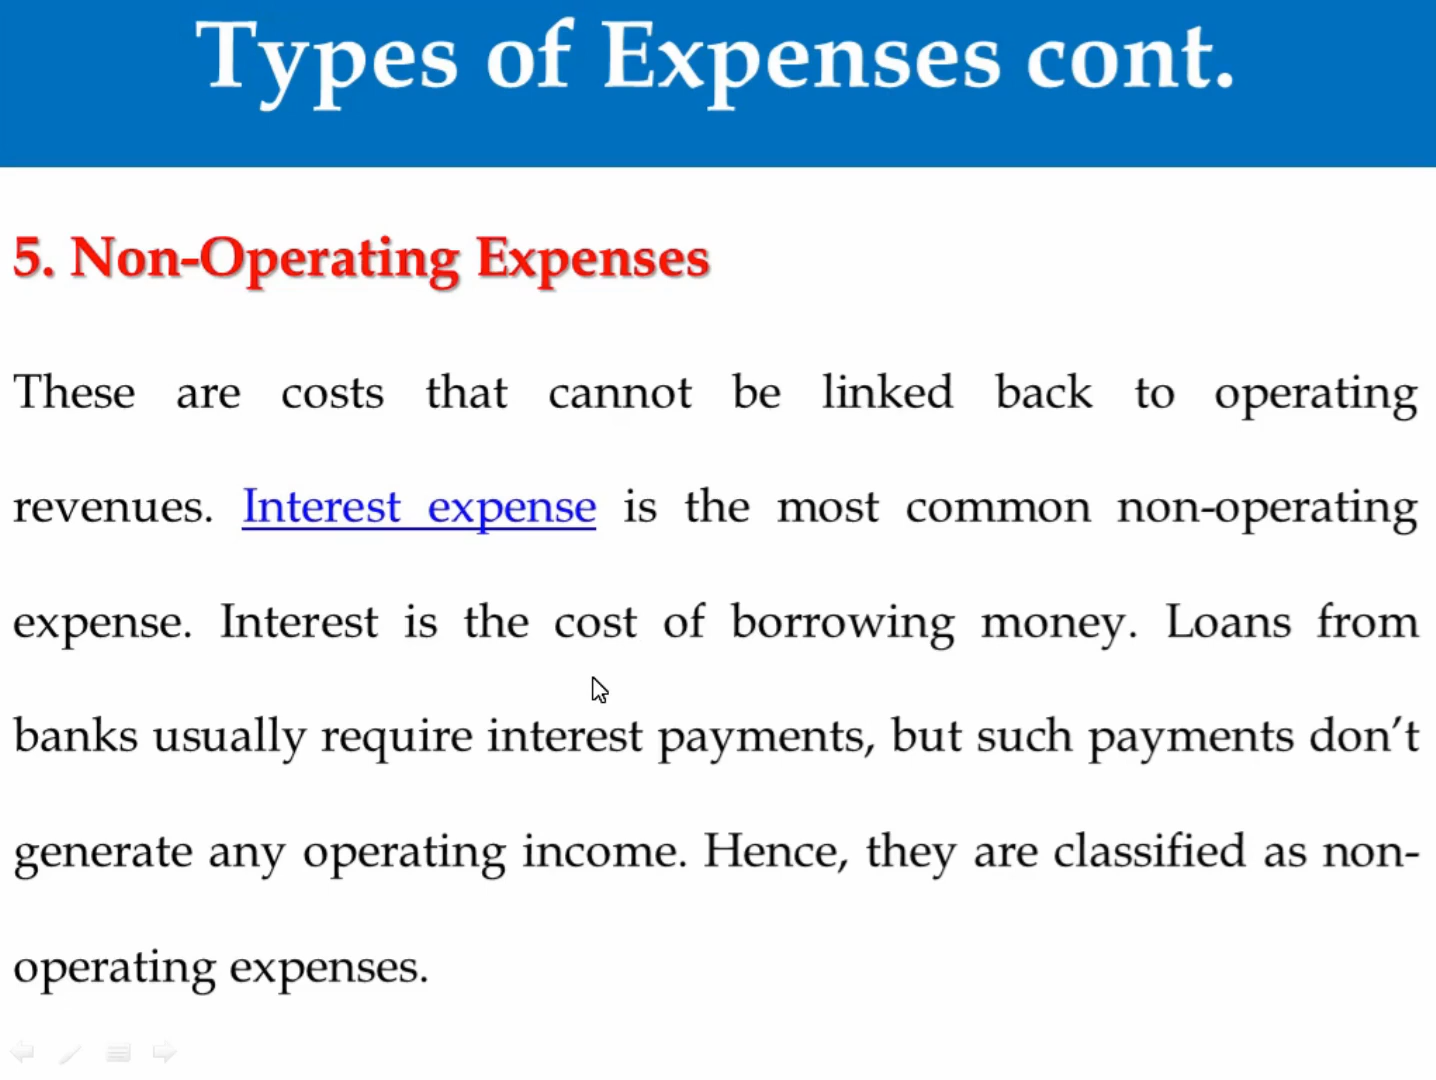 Types of Expenses cont.
5. Non-Operating Expenses
These are costs that cannot be linked back to operating
revenues. Interest expense is the most common non-operating
expense. Interest is the cost of borrowing money. Loans from
banks usually require interest payments, but such payments don’t
generate any operating income. Hence, they are classified as non-
operating expenses.